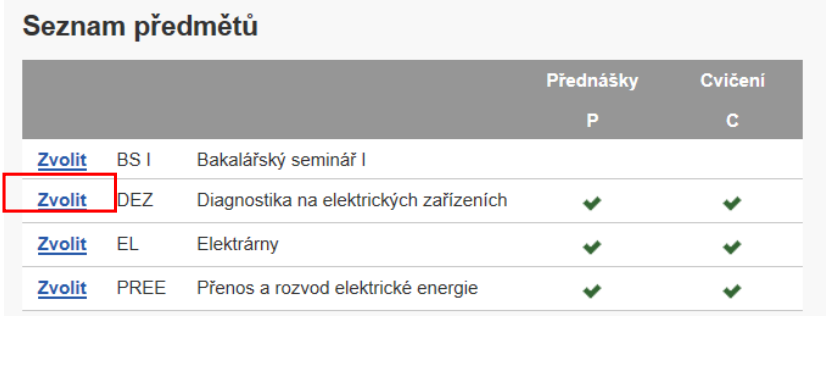 Seznam předmětů
Přednášky Cvičení
P C
Zvolit BS I Bakalářský seminář I
Zvolit DEZ Diagnostika na elektrických zařízeních
Zvolit EL Elektrárny
Zvolit PREE Přenos a rozvod elektrické energie